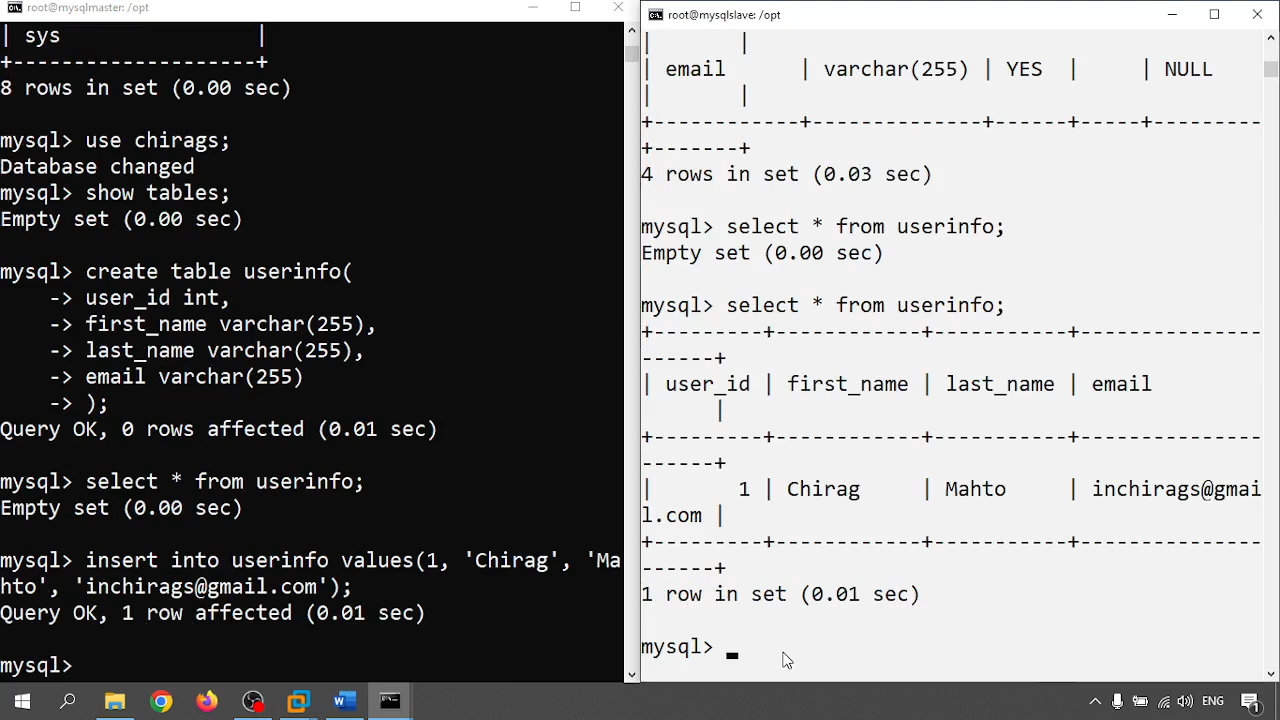 root@mysqlmaster: /opt
| sys                |
+--------------------+
8 rows in set (0.00 sec)
mysql> use chirags;
Database changed
mysql> show tables;
Empty set (0.00 sec)
mysql> create table userinfo(
    -> user_id int,
    -> first_name varchar(255),
    -> last_name varchar(255),
    -> email varchar(255)
    -> );
Query OK, 0 rows affected (0.01 sec)
mysql> select * from userinfo;
Empty set (0.00 sec)
mysql> insert into userinfo values(1, 'Chirag', 'Ma
hto', 'inchirags@gmail.com');
Query OK, 1 row affected (0.01 sec)
mysql>
root@mysqlslave: /opt
|       |
| email      | varchar(255) | YES  |     | NULL
|       |
+------------+--------------+------+-----+---------
+-------+
4 rows in set (0.03 sec)
mysql> select * from userinfo;
Empty set (0.00 sec)
mysql> select * from userinfo;
+---------+------------+-----------+---------------
------+
| user_id | first_name | last_name | email
      |
+---------+------------+-----------+---------------
------+
|       1 | Chirag     | Mahto     | inchirags@gmai
l.com |
+---------+------------+-----------+---------------
------+
1 row in set (0.01 sec)
mysql>
ENG
1